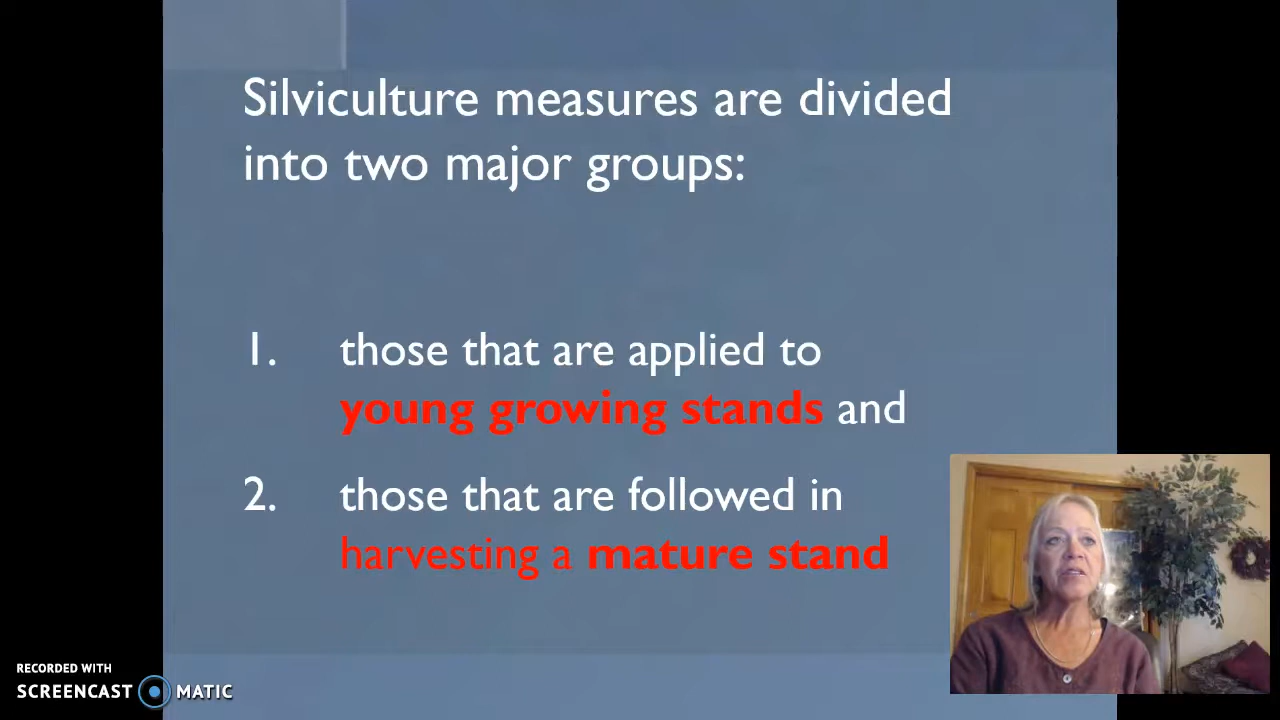 Silviculture measures are divided
into two major groups:
1. those that are applied to
young growing stands and
2. those that are followed in
harvesting a mature stand
RECORDED WITH
SCREENCAST MATIC